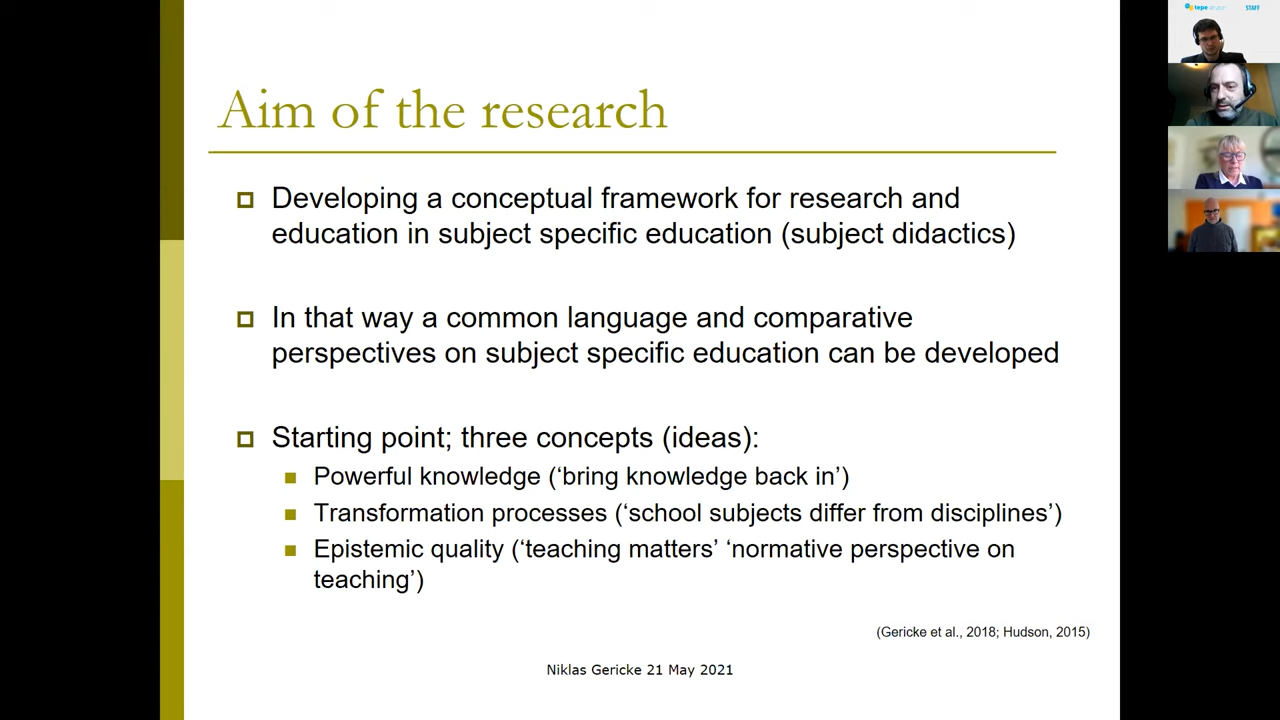 Aim of the research
Developing a conceptual framework for research and
education in subject specific education (subject didactics)
In that way a common language and comparative
perspectives on subject specific education can be developed
Starting point; three concepts (ideas):
Powerful knowledge (‘bring knowledge back in’)
Transformation processes (‘school subjects differ from disciplines’)
Epistemic quality (‘teaching matters’ ‘normative perspective on
teaching’)
(Gericke et al., 2018; Hudson, 2015)
Niklas Gericke 21 May 2021
tepe
STAFF